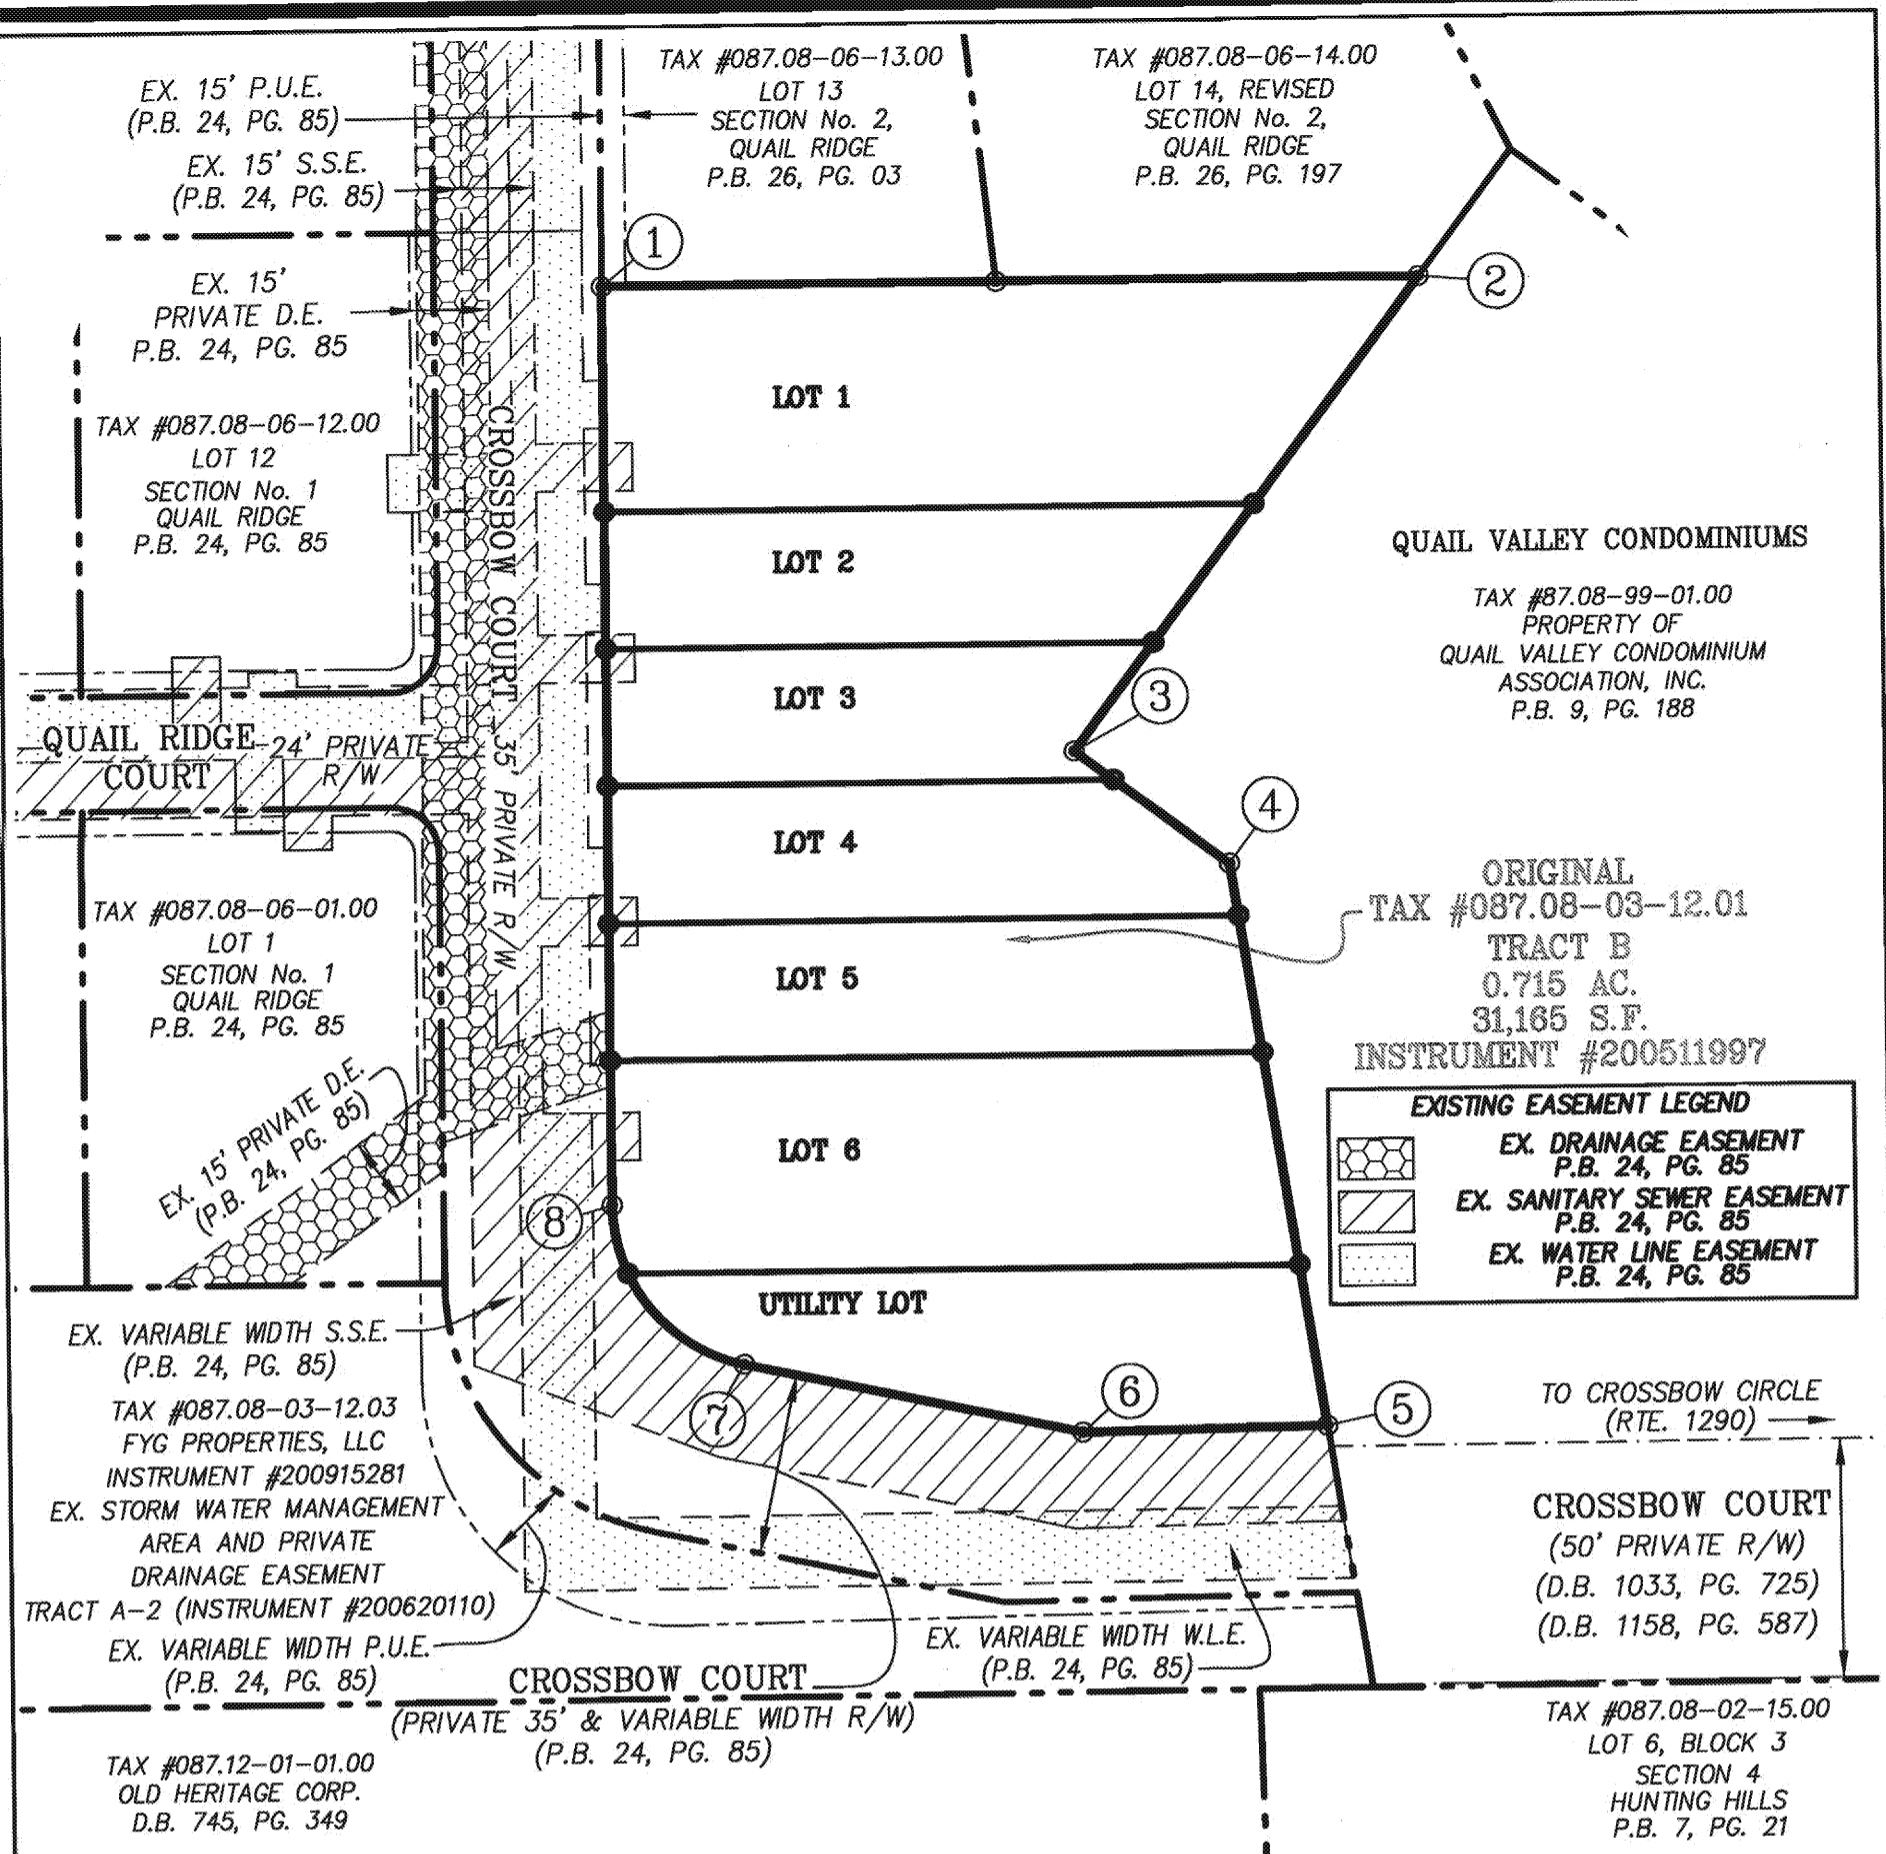 EX. 15' P.U.E.
(P.B. 24, PG. 85)
EX. 15' S.S.E.
(P.B. 24, PG. 85)
EX. 15'
PRIVATE D.E.
P.B. 24, PG. 85
TAX #087.08-06-12.00
LOT 12
SECTION No. 1
QUAIL RIDGE
P.B. 24, PG. 85
TAX #087.08-06-13.00
LOT 13
SECTION No. 2,
QUAIL RIDGE
P.B. 26, PG. 03
TAX #087.08-06-14.00
LOT 14, REVISED
SECTION No. 2,
QUAIL RIDGE
P.B. 26, PG. 197
1
2
LOT 1
LOT 2
LOT 3
3
4
LOT 4
LOT 5
LOT 6
8
UTILITY LOT
7
6
5
CROSSBOW COURT
35' PRIVATE R/W
QUAIL RIDGE
COURT
24' PRIVATE
R/W
QUAIL VALLEY CONDOMINIUMS
TAX #87.08-99-01.00
PROPERTY OF
QUAIL VALLEY CONDOMINIUM
ASSOCIATION, INC.
P.B. 9, PG. 188
ORIGINAL
TAX #087.08-03-12.01
TRACT B
0.715 AC.
31,165 S.F.
INSTRUMENT #200511997
TAX #087.08-06-01.00
LOT 1
SECTION No. 1
QUAIL RIDGE
P.B. 24, PG. 85
EX. 15' PRIVATE D.E.
(P.B. 24, PG. 85)
EXISTING EASEMENT LEGEND
EX. DRAINAGE EASEMENT
P.B. 24, PG. 85
EX. SANITARY SEWER EASEMENT
P.B. 24, PG. 85
EX. WATER LINE EASEMENT
P.B. 24, PG. 85
EX. VARIABLE WIDTH S.S.E.
(P.B. 24, PG. 85)
TAX #087.08-03-12.03
FYG PROPERTIES, LLC
INSTRUMENT #200915281
EX. STORM WATER MANAGEMENT
AREA AND PRIVATE
DRAINAGE EASEMENT
TRACT A-2 (INSTRUMENT #200620110)
EX. VARIABLE WIDTH P.U.E.
(P.B. 24, PG. 85)
CROSSBOW COURT
(PRIVATE 35' & VARIABLE WIDTH R/W)
(P.B. 24, PG. 85)
EX. VARIABLE WIDTH W.L.E.
(P.B. 24, PG. 85)
TO CROSSBOW CIRCLE
(RTE. 1290)
CROSSBOW COURT
(50' PRIVATE R/W)
(D.B. 1033, PG. 725)
(D.B. 1158, PG. 587)
TAX #087.12-01-01.00
OLD HERITAGE CORP.
D.B. 745, PG. 349
TAX #087.08-02-15.00
LOT 6, BLOCK 3
SECTION 4
HUNTING HILLS
P.B. 7, PG. 21